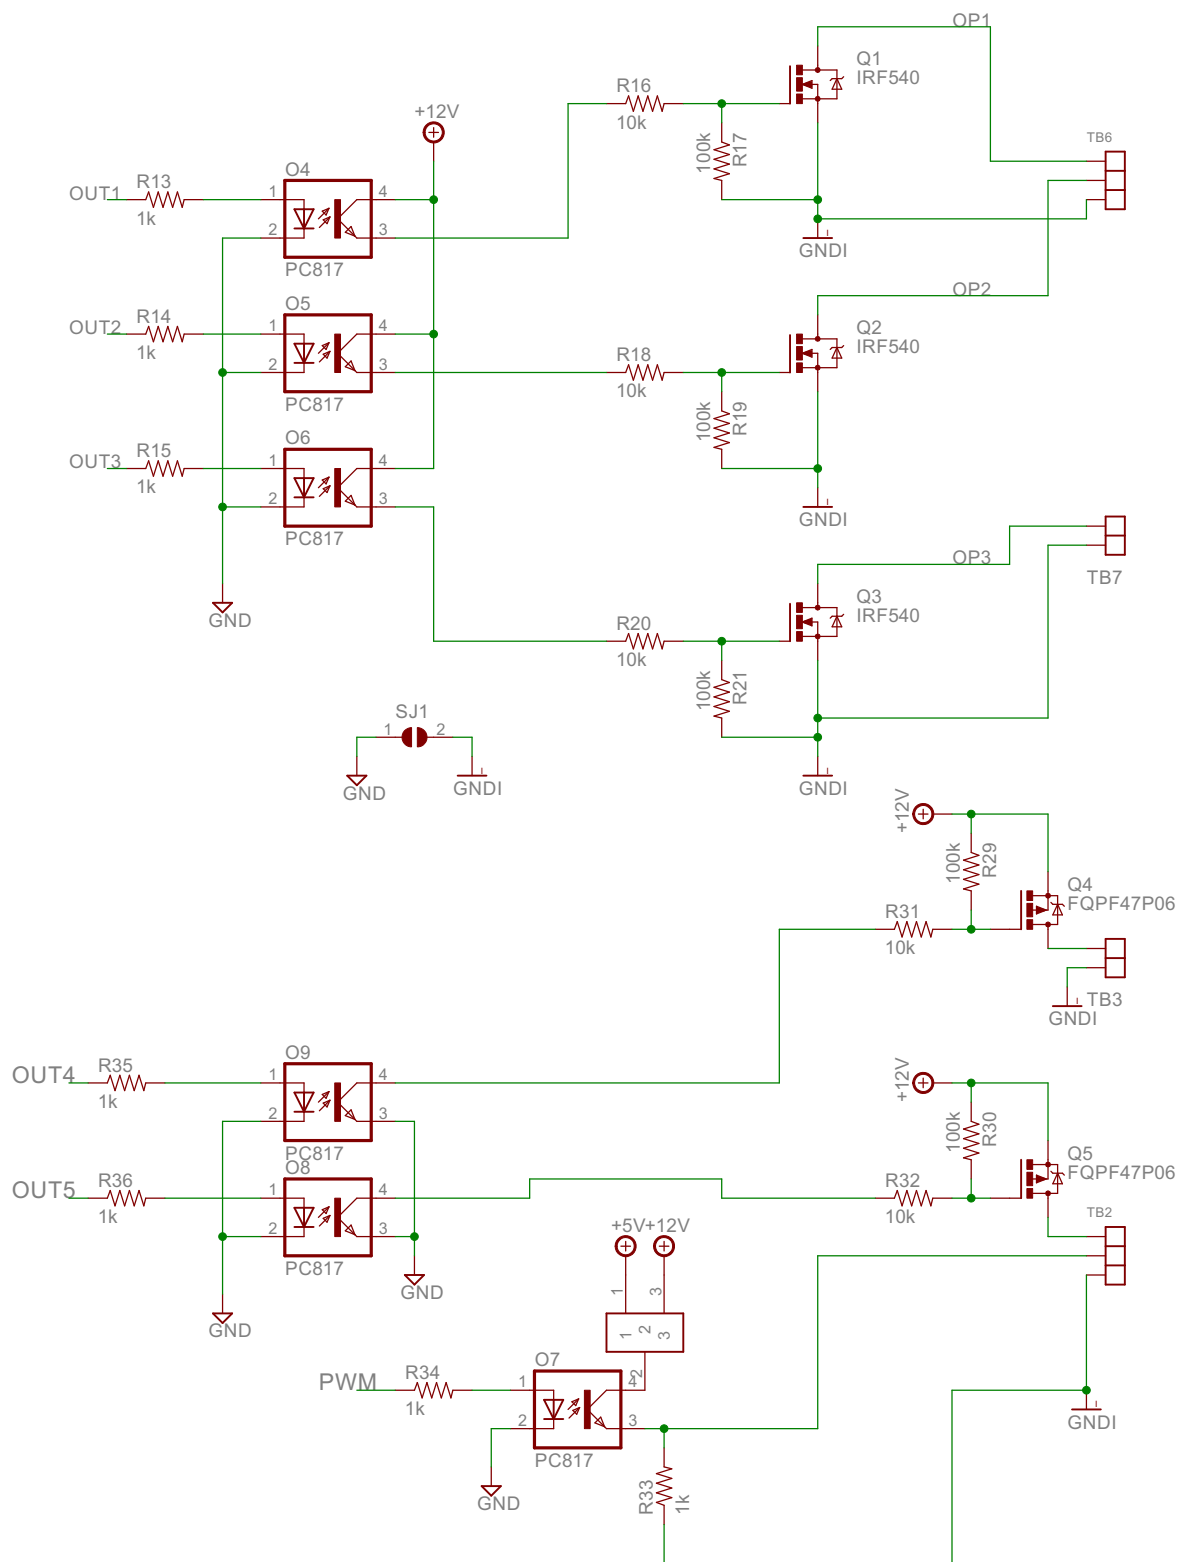 OP1
Q1
IRF540
R16
10k
+12V
100k
R17
TB6
O4
R13
OUT1
1k
1
4
2
3
PC817
GNDI
OP2
O5
R14
OUT2
1k
1
4
2
3
PC817
Q2
IRF540
R18
10k
100k
R19
GNDI
O6
R15
OUT3
1k
1
4
2
3
PC817
OP3
TB7
Q3
IRF540
GND
R20
10k
100k
R21
SJ1
1
2
GND
GNDI
GNDI
+12V
100k
R29
Q4
FQPF47P06
R31
10k
TB3
GNDI
O9
R35
OUT4
1k
1
4
2
3
PC817
+12V
100k
R30
Q5
FQPF47P06
O8
R36
OUT5
1k
1
4
2
3
PC817
R32
10k
TB2
+5V
+12V
GND
GND
1
3
1
2
3
2
O7
R34
PWM
1k
1
4
2
3
PC817
GNDI
GND
R33
1k